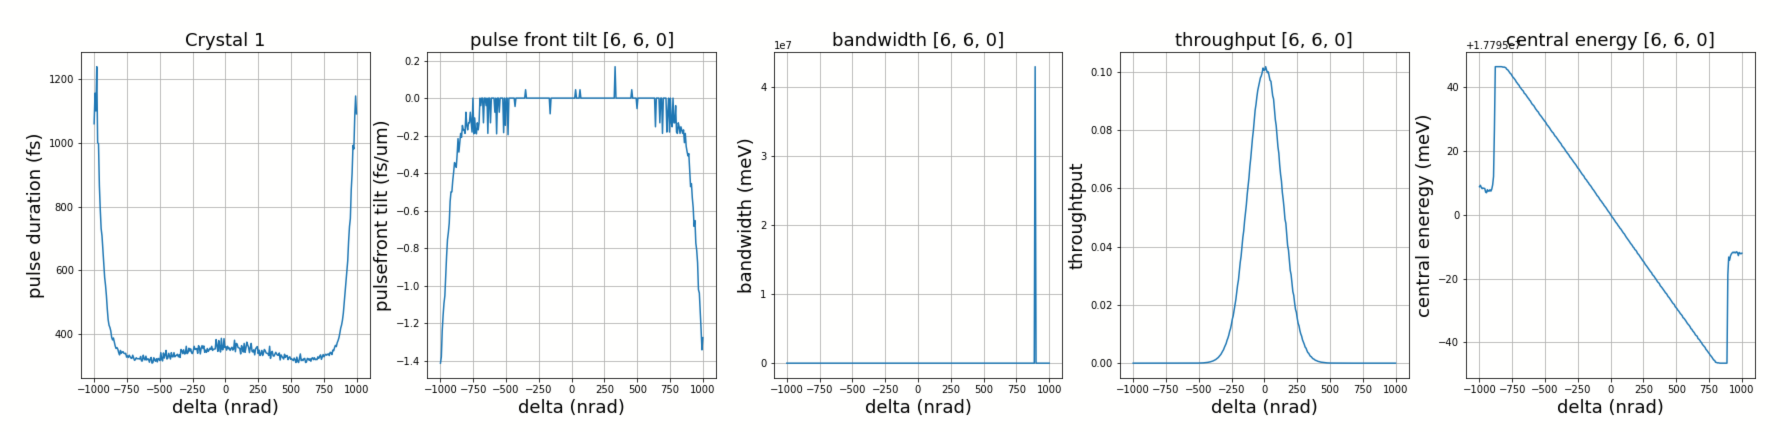 Crystal 1
pulse duration (fs)
1200
1000
800
600
400
−1000 −750 −500 −250 0 250 500 750 1000
delta (nrad)
pulse front tilt [6, 6, 0]
pulsefront tilt (fs/um)
0.2
0.0
−0.2
−0.4
−0.6
−0.8
−1.0
−1.2
−1.4
−1000 −750 −500 −250 0 250 500 750 1000
delta (nrad)
bandwidth [6, 6, 0]
1e7
bandwidth (meV)
4
3
2
1
0
−1000 −750 −500 −250 0 250 500 750 1000
delta (nrad)
throughput [6, 6, 0]
throughtput
0.10
0.08
0.06
0.04
0.02
0.00
−1000 −750 −500 −250 0 250 500 750 1000
delta (nrad)
central energy [6, 6, 0]
+1.7795e7
central eneregy (meV)
40
20
0
−20
−40
−1000 −750 −500 −250 0 250 500 750 1000
delta (nrad)